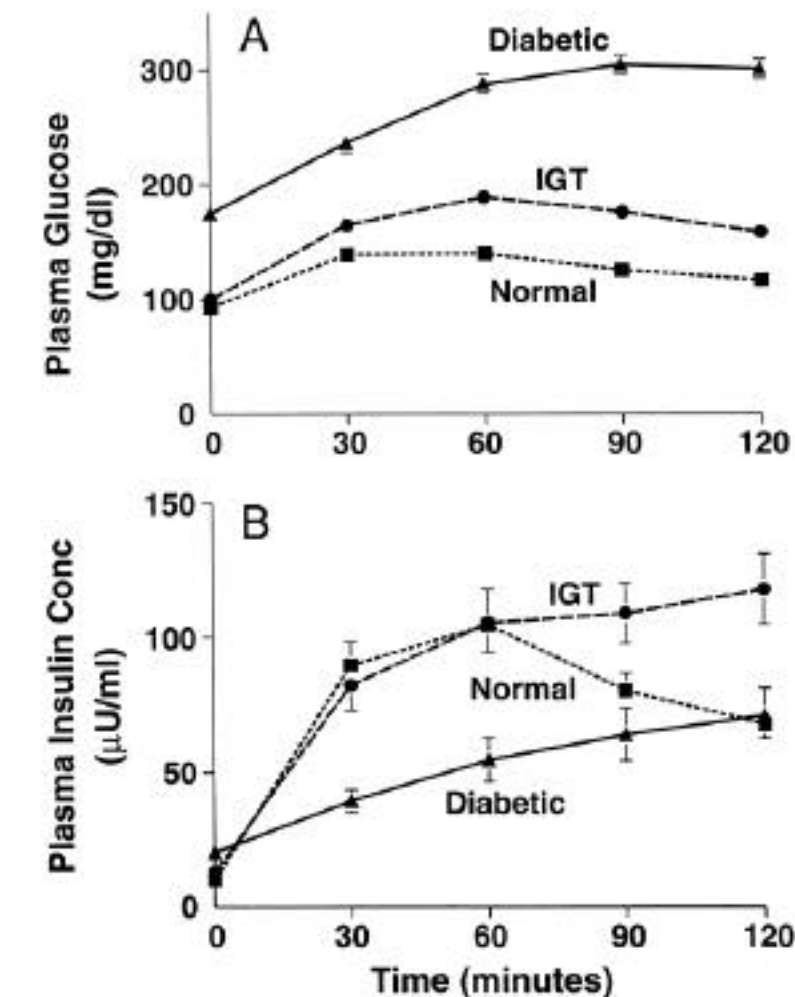 A
Diabetic
300
IGT
200
Normal
100
0
0 30 60 90 120
Plasma Glucose
(mg/dl)
150
B
IGT
100
Normal
50
Diabetic
0
0 30 60 90 120
Plasma Insulin Conc
(μU/ml)
Time (minutes)